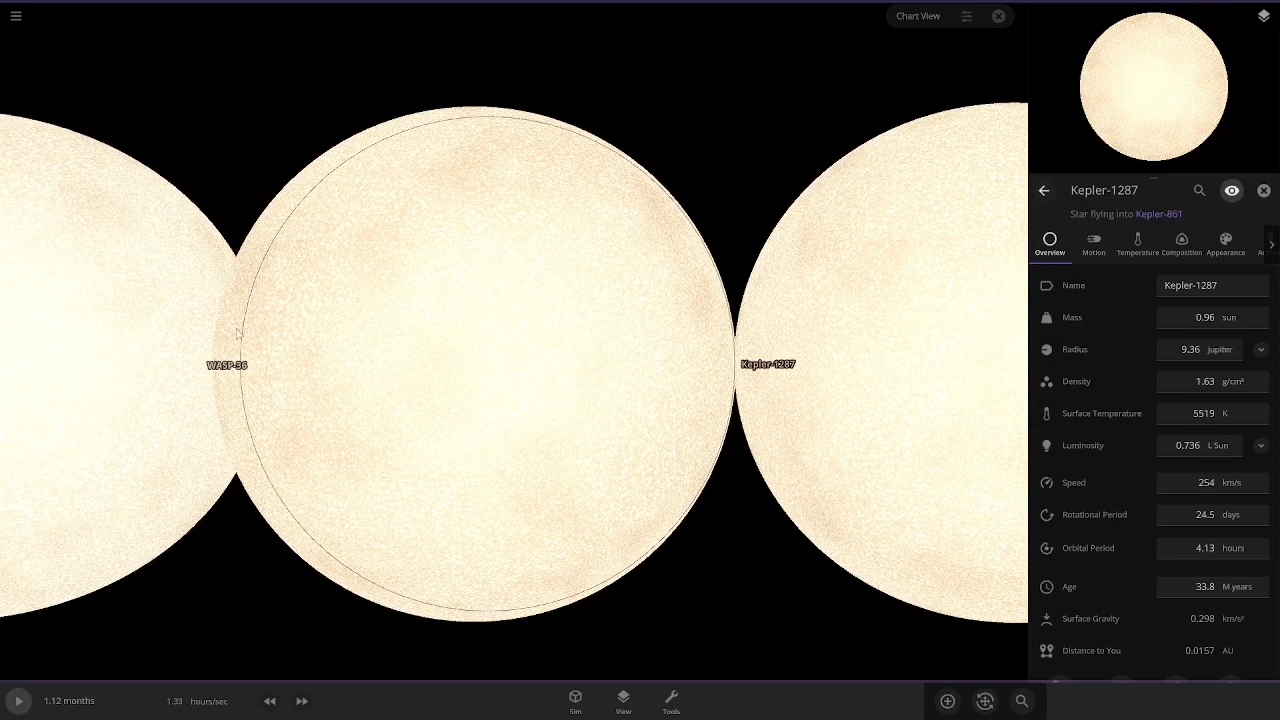 Chart View
WASP-36
Kepler-1287
Kepler-1287
Star flying into Kepler-861
Overview Motion Temperature Composition Appearance
Name Kepler-1287
Mass 0.96 sun
Radius 9.36 jupiter
Density 1.63 g/cm³
Surface Temperature 5519 K
Luminosity 0.736 L Sun
Speed 254 km/s
Rotational Period 24.5 days
Orbital Period 4.13 hours
Age 33.8 M years
Surface Gravity 0.298 km/s²
Distance to You 0.0157 AU
1.12 months 1.33 hours/sec Sim View Tools